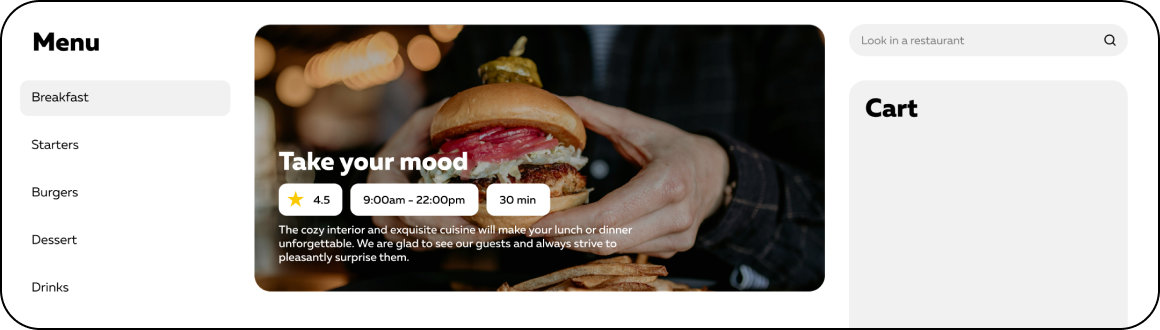 Menu
Breakfast
Starters
Burgers
Dessert
Drinks
Take your mood
4.5
9:00am - 22:00pm
30 min
The cozy interior and exquisite cuisine will make your lunch or dinner
unforgettable. We are glad to see our guests and always strive to
pleasantly surprise them.
Look in a restaurant
Cart